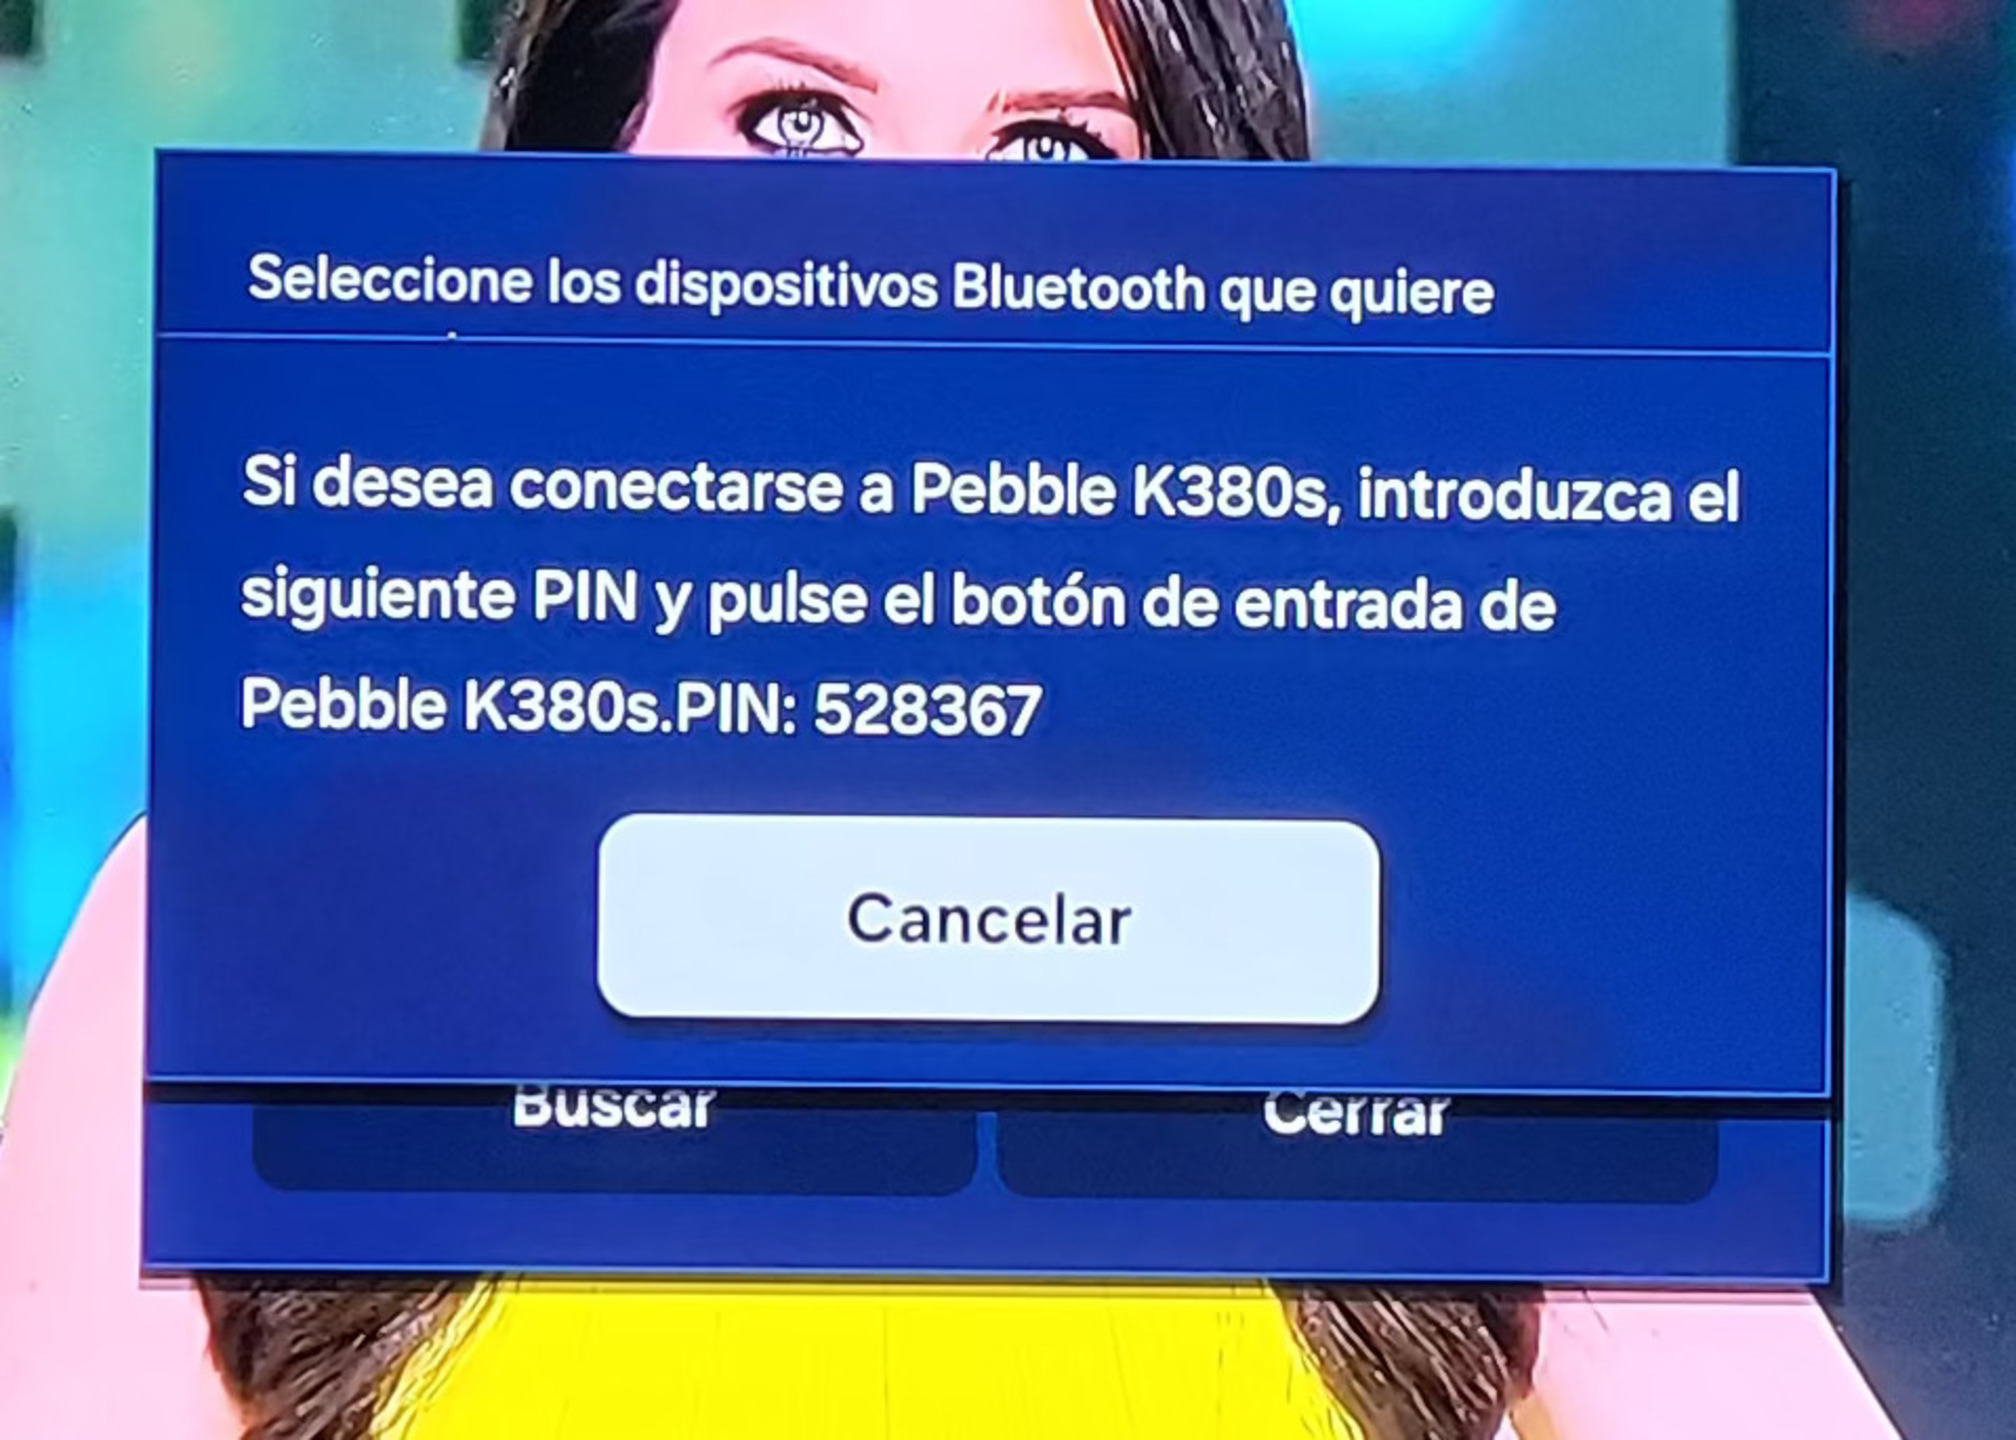 Seleccione los dispositivos Bluetooth que quiere
Si desea conectarse a Pebble K380s, introduzca el
siguiente PIN y pulse el botón de entrada de
Pebble K380s.PIN: 528367
Cancelar
Buscar
Cerrar